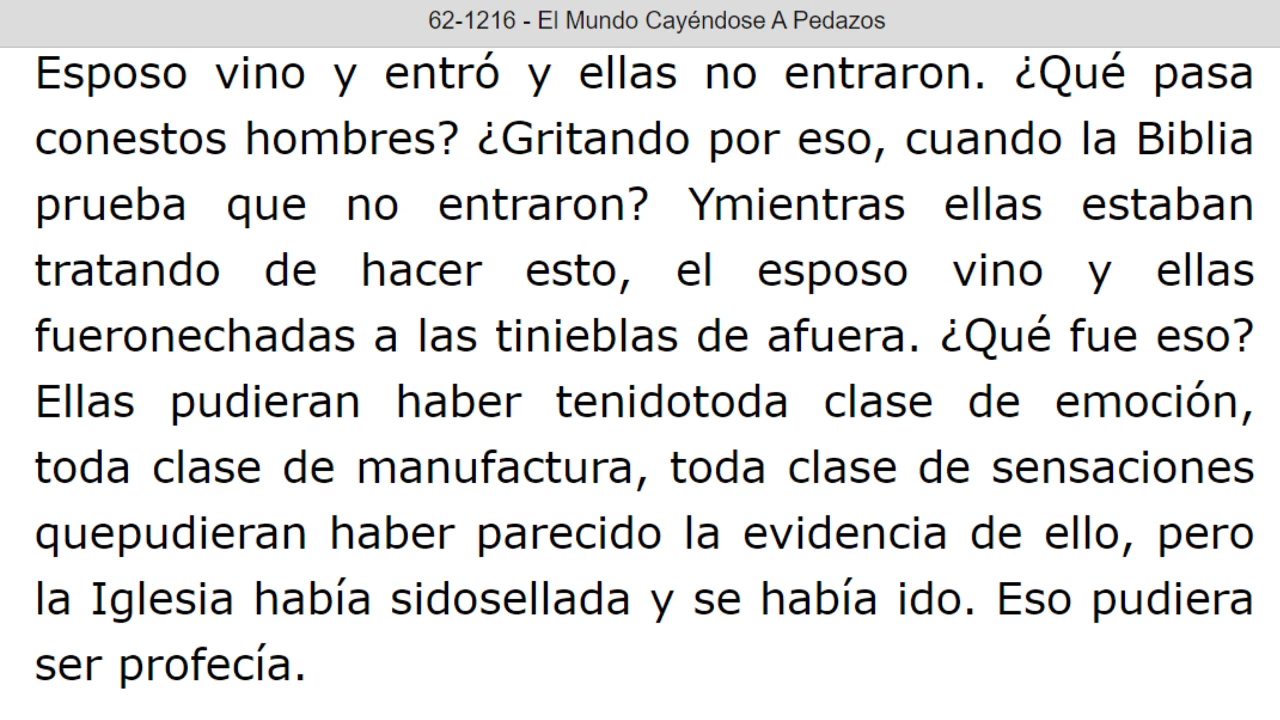 62-1216 - El Mundo Cayéndose A Pedazos
Esposo vino y entró y ellas no entraron. ¿Qué pasa
conestos hombres? ¿Gritando por eso, cuando la Biblia
prueba que no entraron? Ymientras ellas estaban
tratando de hacer esto, el esposo vino y ellas
fueronechadas a las tinieblas de afuera. ¿Qué fue eso?
Ellas pudieran haber tenidotoda clase de emoción,
toda clase de manufactura, toda clase de sensaciones
quepudieran haber parecido la evidencia de ello, pero
la Iglesia había sidosellada y se había ido. Eso pudiera
ser profecía.